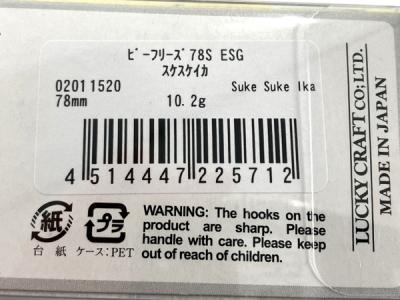 ビーフリーズ78S ESG
スケスケイカ
02011520 Suke Suke Ika
78mm 10.2g
4 514447 225712
紙
台紙
プラ
ケース:PET
WARNING: The hooks on the
product are sharp. Please
handle with care. Please keep
out of reach of children.
LUCKY CRAFT CO;LTD.
MADE IN JAPAN